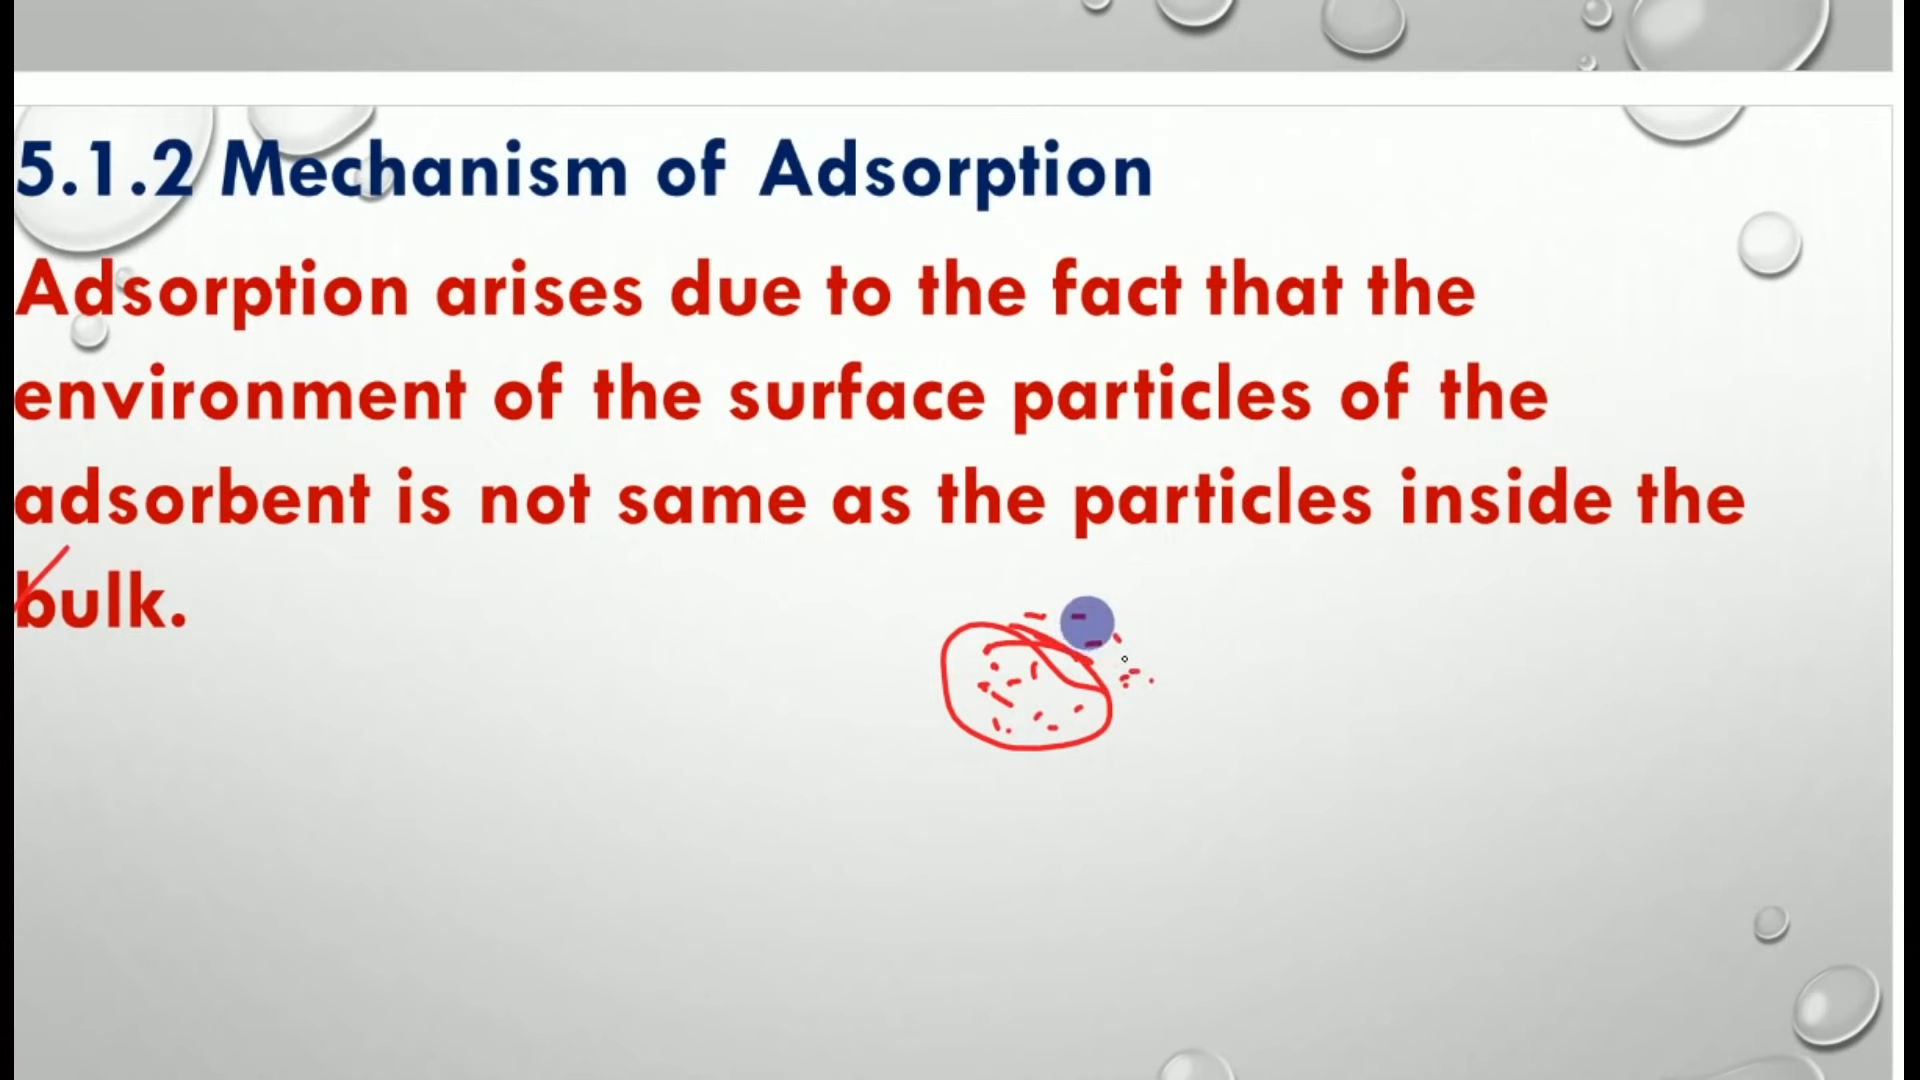 5.1.2 Mechanism of Adsorption
Adsorption arises due to the fact that the
environment of the surface particles of the
adsorbent is not same as the particles inside the
bulk.